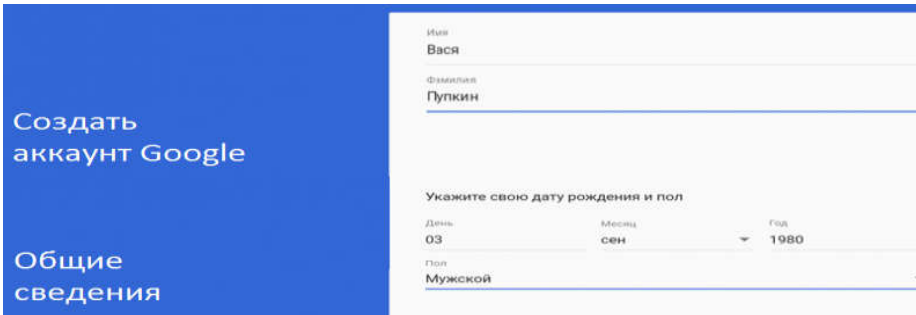 Создать
аккаунт Google
Имя
Вася
Фамилия
Пупкин
Общие
сведения
Укажите свою дату рождения и пол
День Месяц Год
03 сен 1980
Пол
Мужской